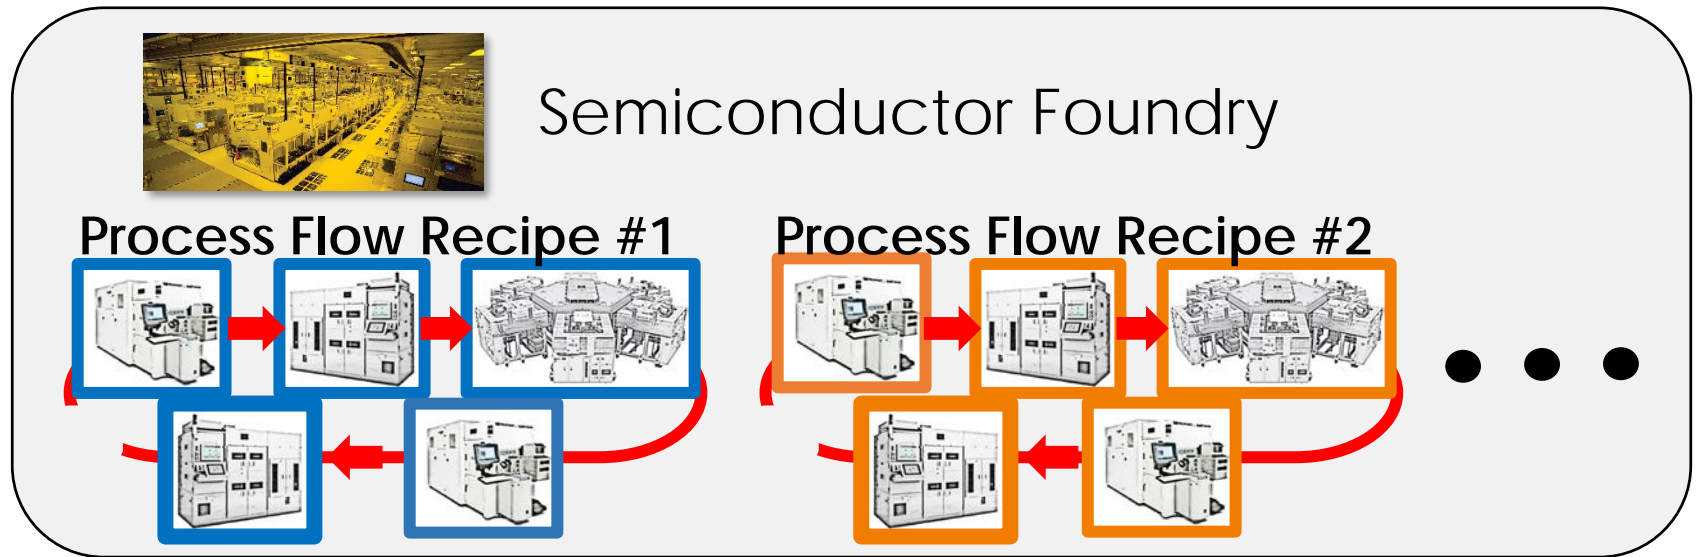 Semiconductor Foundry
Process Flow Recipe #1
Process Flow Recipe #2